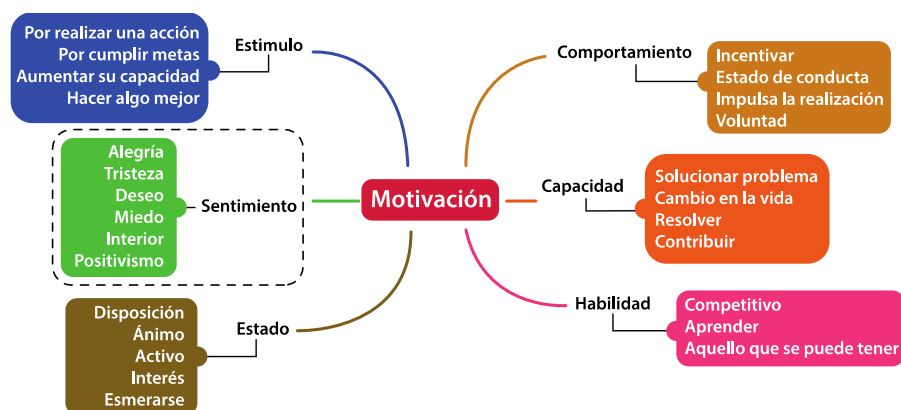 Por realizar una acción
Por cumplir metas
Aumentar su capacidad
Hacer algo mejor
Estimulo
Alegría
Tristeza
Deseo
Miedo
Interior
Positivismo
Sentimiento
Disposición
Ánimo
Activo
Interés
Esmerarse
Estado
Motivación
Comportamiento
Incentivar
Estado de conducta
Impulsa la realización
Voluntad
Capacidad
Solucionar problema
Cambio en la vida
Resolver
Contribuir
Habilidad
Competitivo
Aprender
Aquello que se puede tener